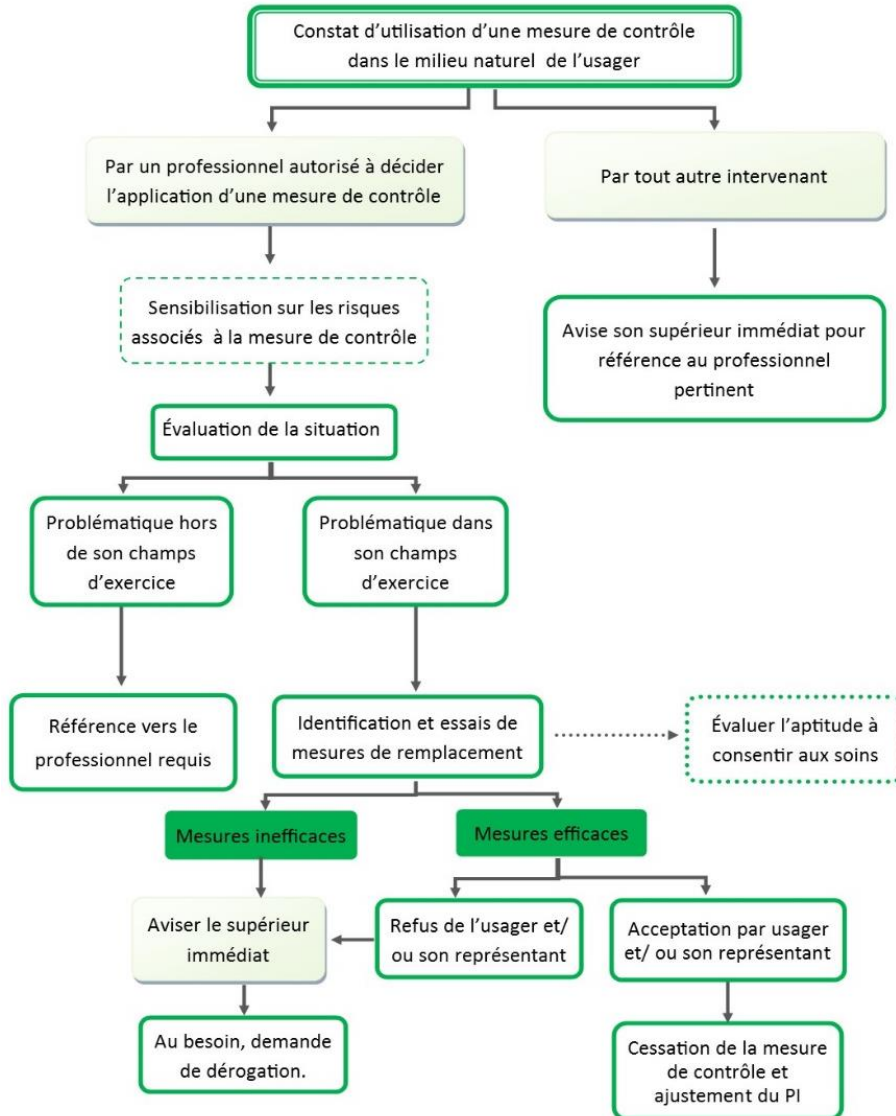 Constat d'utilisation d'une mesure de contrôle
dans le milieu naturel de l'usager
Par un professionnel autorisé à décider
l'application d'une mesure de contrôle
Par tout autre intervenant
Sensibilisation sur les risques
associés à la mesure de contrôle
Avise son supérieur immédiat pour
référence au professionnel
pertinent
Évaluation de la situation
Problématique hors
de son champs
d'exercice
Problématique dans
son champs
d'exercice
Référence vers le
professionnel requis
Identification et essais de
mesures de remplacement
Évaluer l'aptitude à
consentir aux soins
Mesures inefficaces
Mesures efficaces
Aviser le supérieur
immédiat
Refus de l'usager et/
ou son représentant
Acceptation par usager
et/ ou son représentant
Au besoin, demande
de dérogation.
Cessation de la mesure
de contrôle et
ajustement du PI